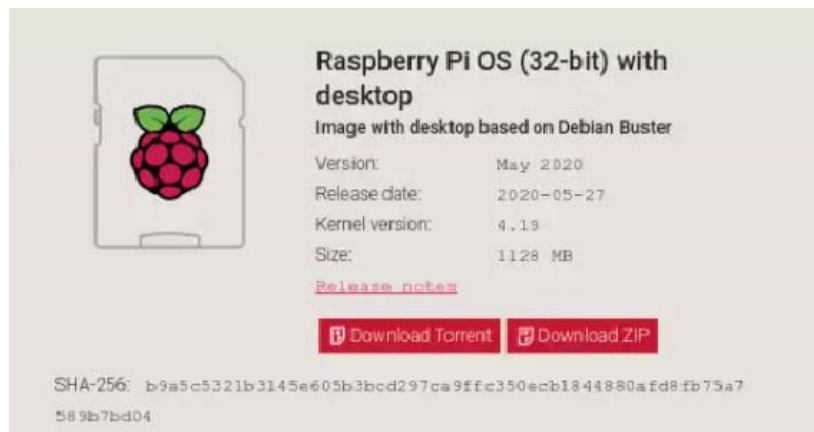 Raspberry Pi OS (32-bit) with
desktop
Image with desktop based on Debian Buster
Version: May 2020
Release date: 2020-05-27
Kernel version: 4.19
Size: 1128 MB
Release notes
Download Torrent Download ZIP
SHA-256: b9a5c5321b3145e605b3bcd297ca9ffc350ecb1844880afd8fb75a7
589b7bd04